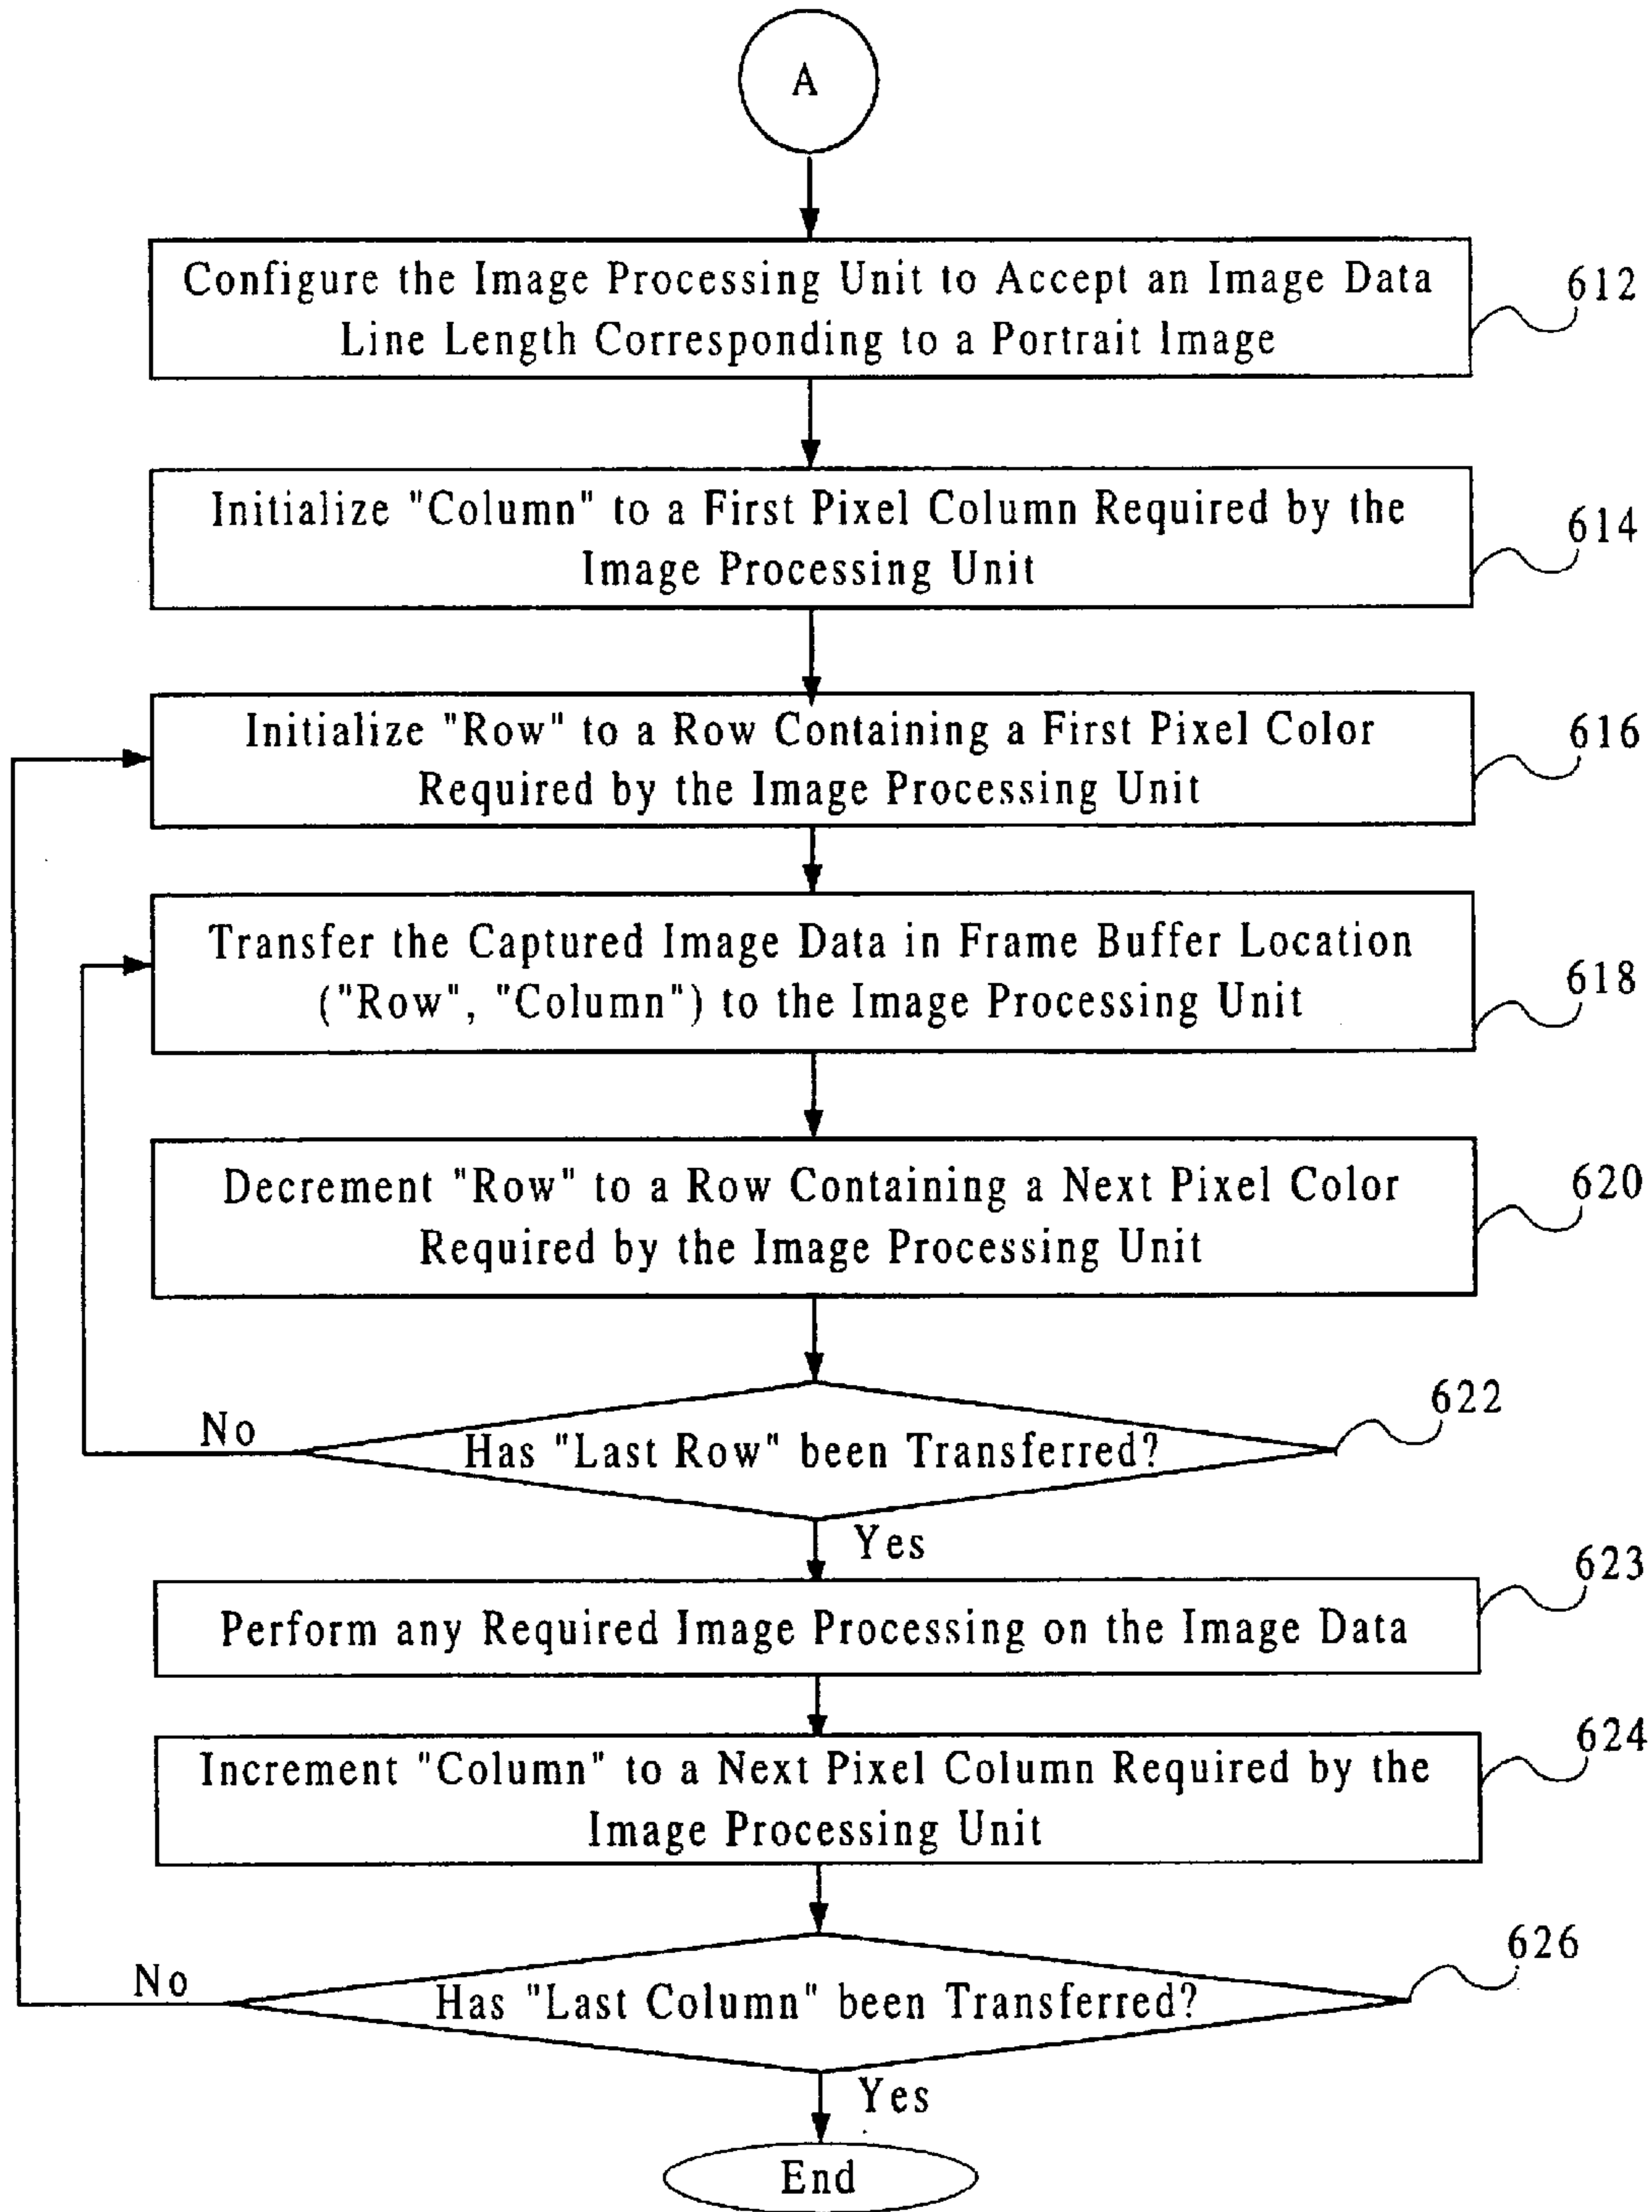 A
Configure the Image Processing Unit to Accept an Image Data
Line Length Corresponding to a Portrait Image
612
Initialize "Column" to a First Pixel Column Required by the
Image Processing Unit
614
Initialize "Row" to a Row Containing a First Pixel Color
Required by the Image Processing Unit
616
Transfer the Captured Image Data in Frame Buffer Location
("Row", "Column") to the Image Processing Unit
618
Decrement "Row" to a Row Containing a Next Pixel Color
Required by the Image Processing Unit
620
No
Has "Last Row" been Transferred?
622
Yes
Perform any Required Image Processing on the Image Data
623
Increment "Column" to a Next Pixel Column Required by the
Image Processing Unit
624
No
Has "Last Column" been Transferred?
626
Yes
End